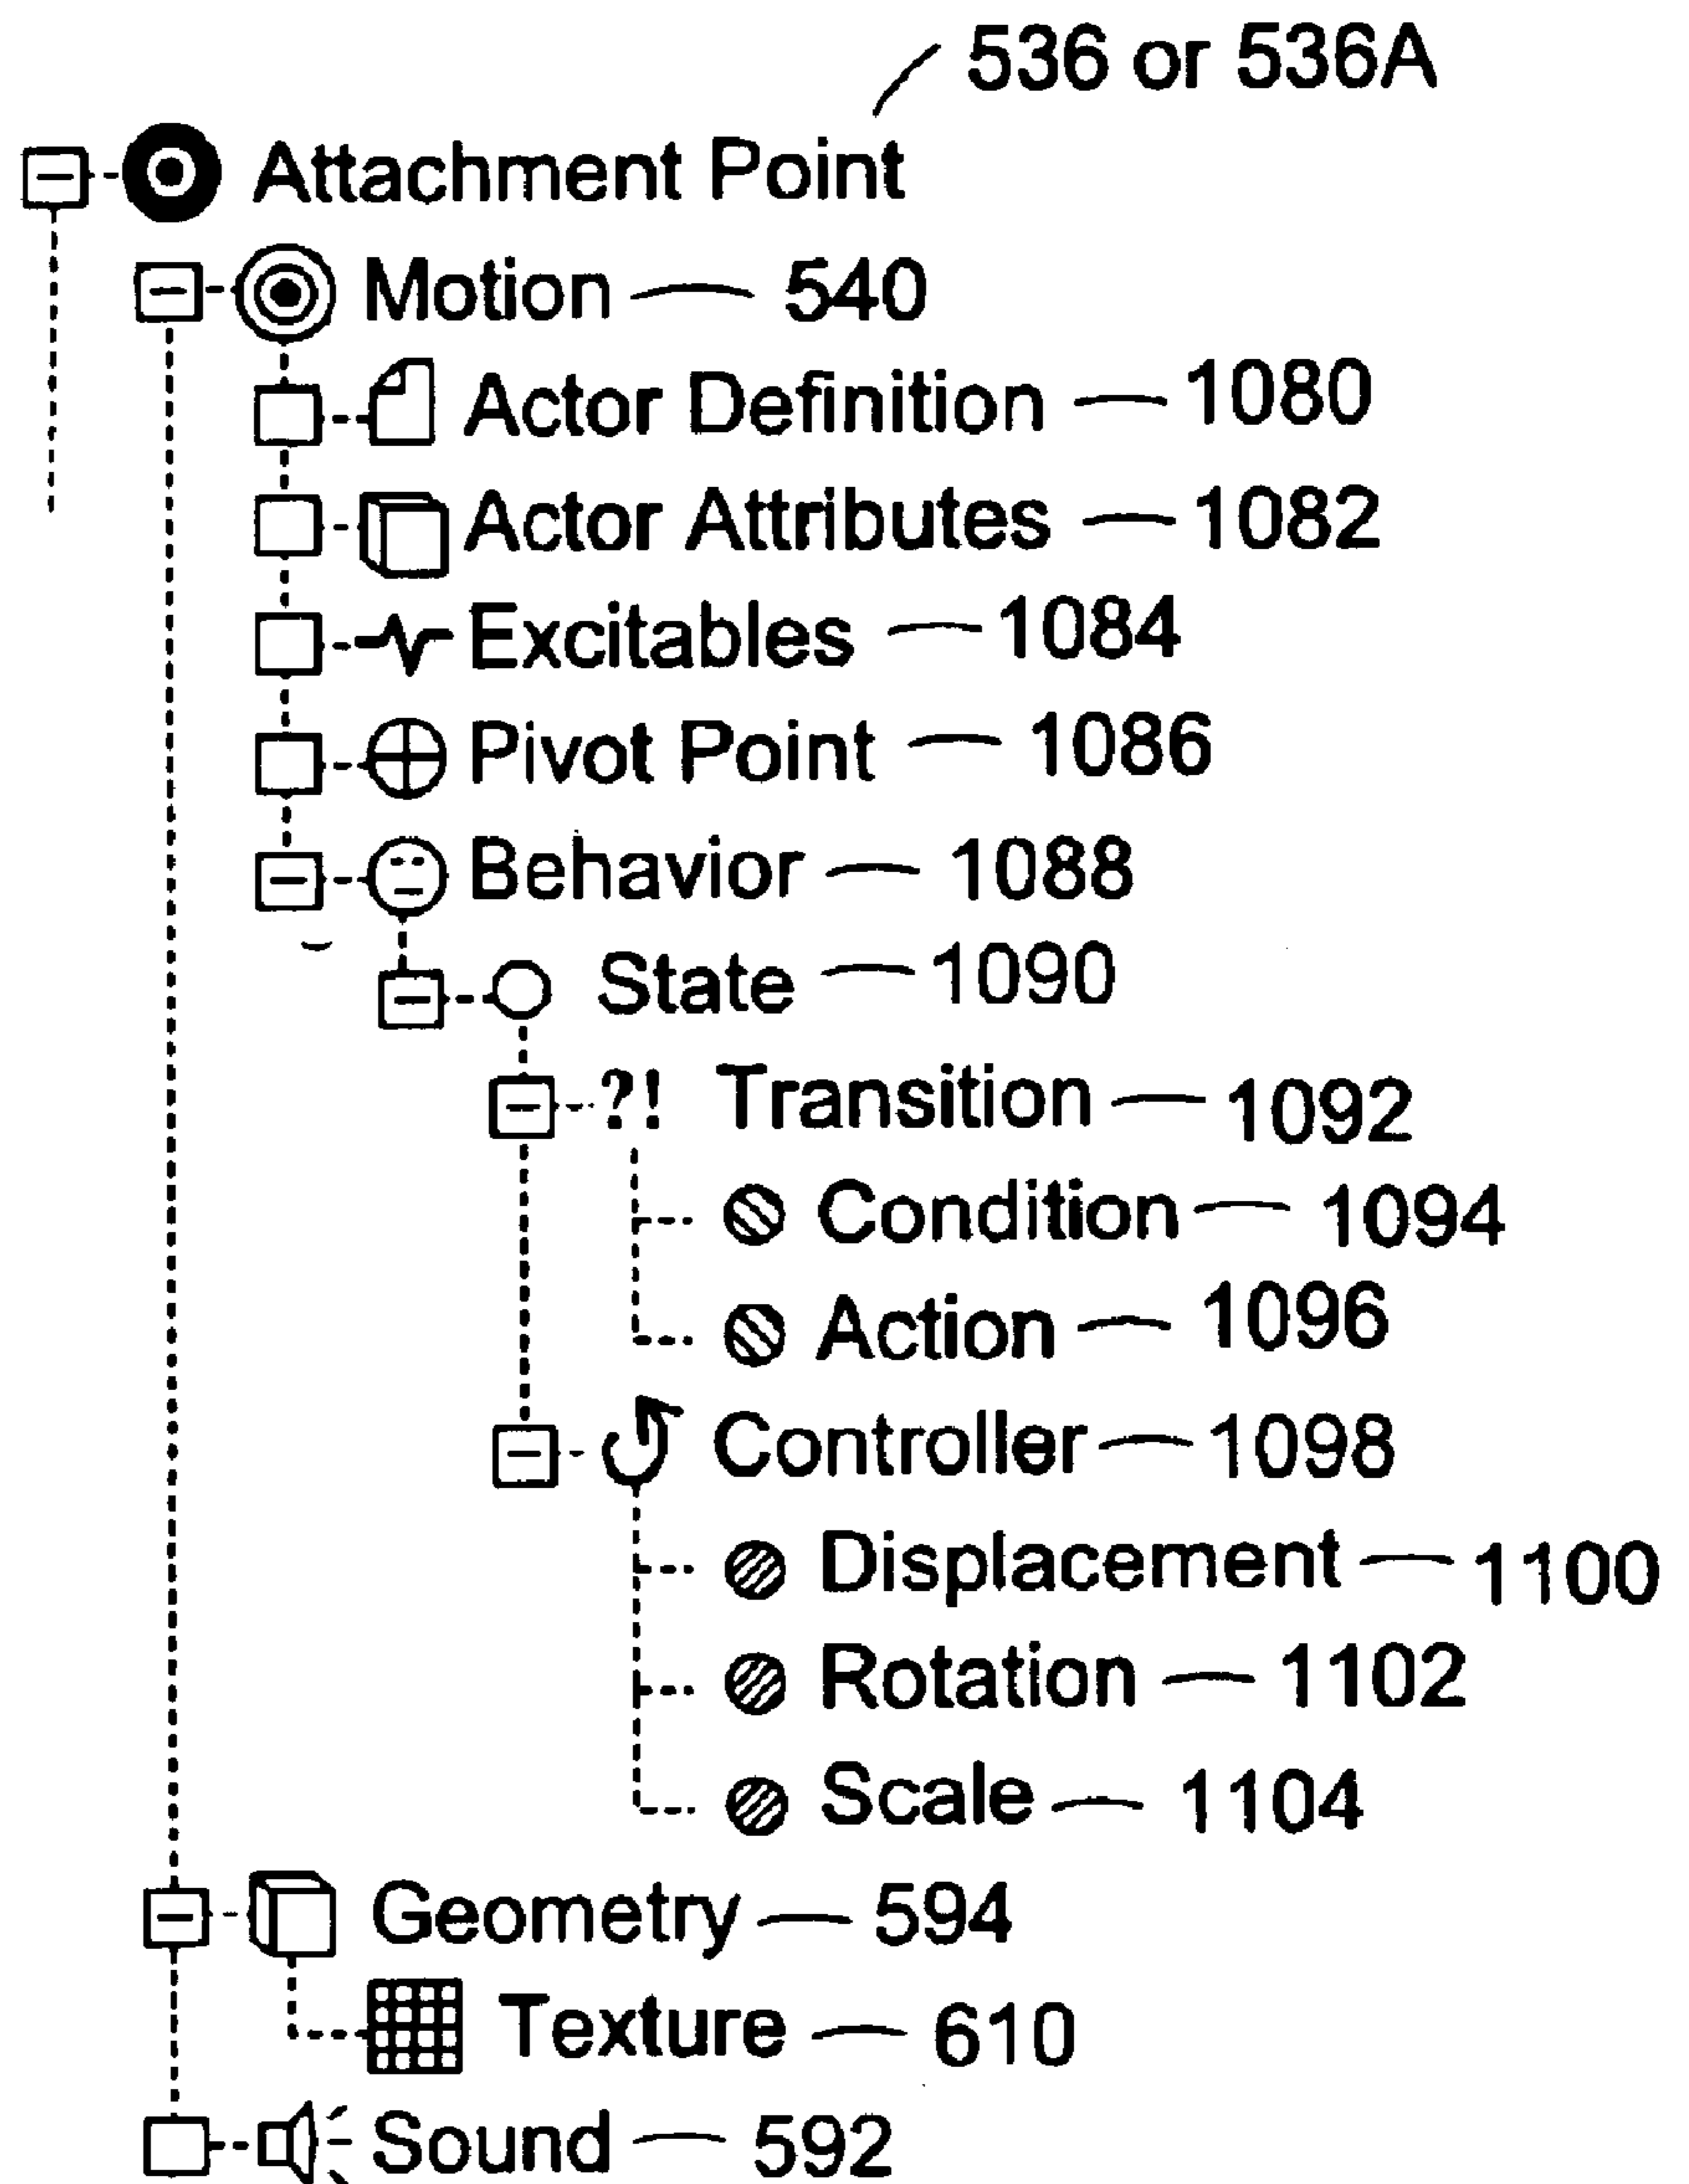 536 or 536A
Attachment Point
Motion 540
Actor Definition 1080
Actor Attributes 1082
Excitables 1084
Pivot Point 1086
Behavior 1088
State 1090
?! Transition 1092
Condition 1094
Action 1096
Controller 1098
Displacement 1100
Rotation 1102
Scale 1104
Geometry 594
Texture 610
Sound 592